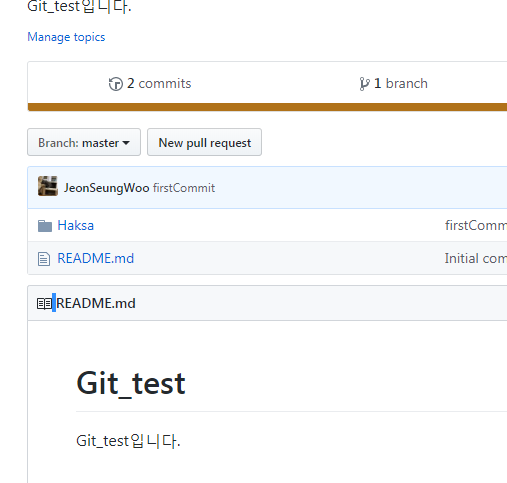 Git_test입니다.
Manage topics
2 commits 1 branch
Branch: master New pull request
JeonSeungWoo firstCommit
Haksa firstComm
README.md Initial com
README.md
Git_test
Git_test입니다.